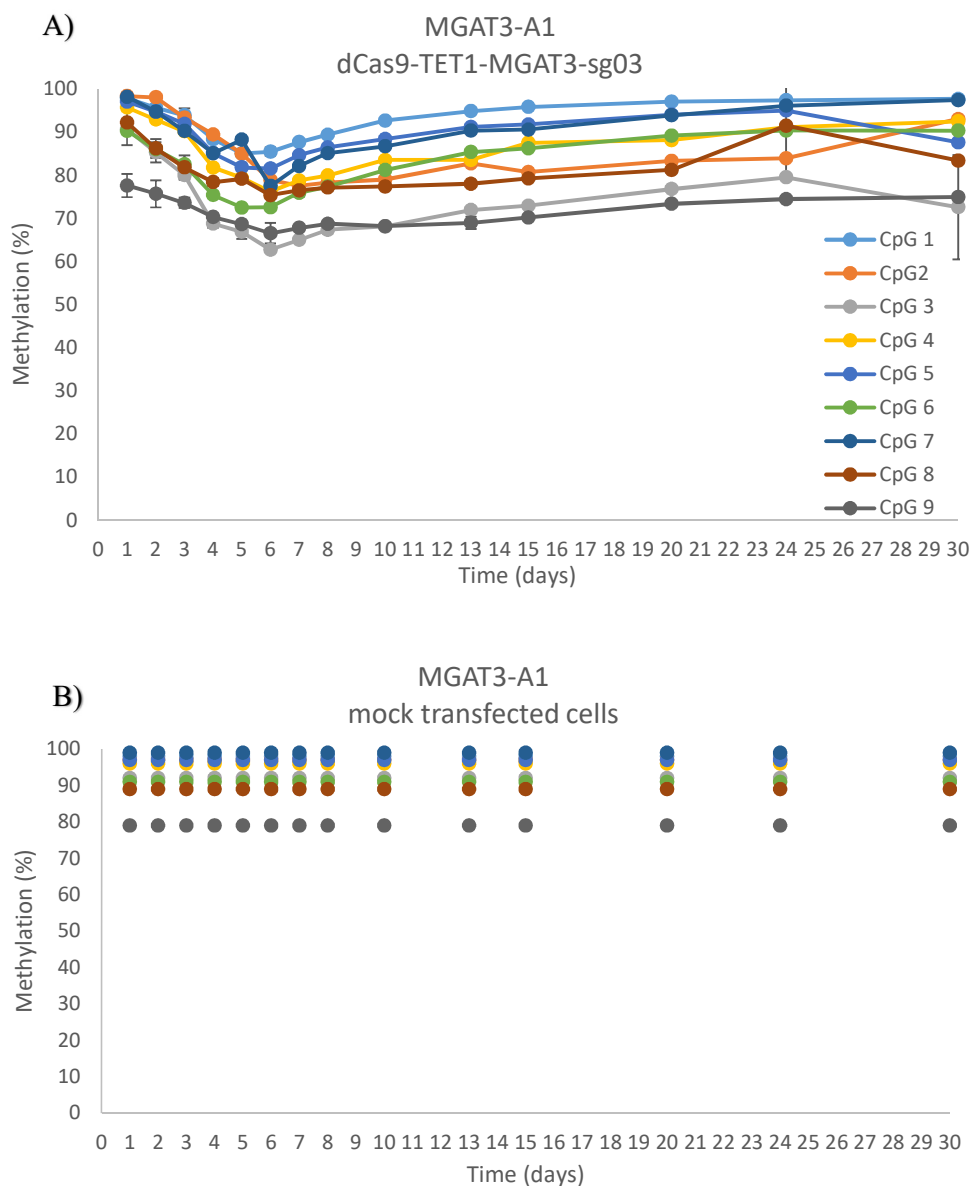 A)
MGAT3-A1
dCas9-TET1-MGAT3-sg03
100
90
80
70
60
50
40
30
20
10
0
Methylation (%)
CpG 1
CpG2
CpG 3
CpG 4
CpG 5
CpG 6
CpG 7
CpG 8
CpG 9
0 1 2 3 4 5 6 7 8 9 10 11 12 13 14 15 16 17 18 19 20 21 22 23 24 25 26 27 28 29 30
Time (days)
B)
MGAT3-A1
mock transfected cells
100
90
80
70
60
50
40
30
20
10
0
Methylation (%)
0 1 2 3 4 5 6 7 8 9 10 11 12 13 14 15 16 17 18 19 20 21 22 23 24 25 26 27 28 29 30
Time (days)